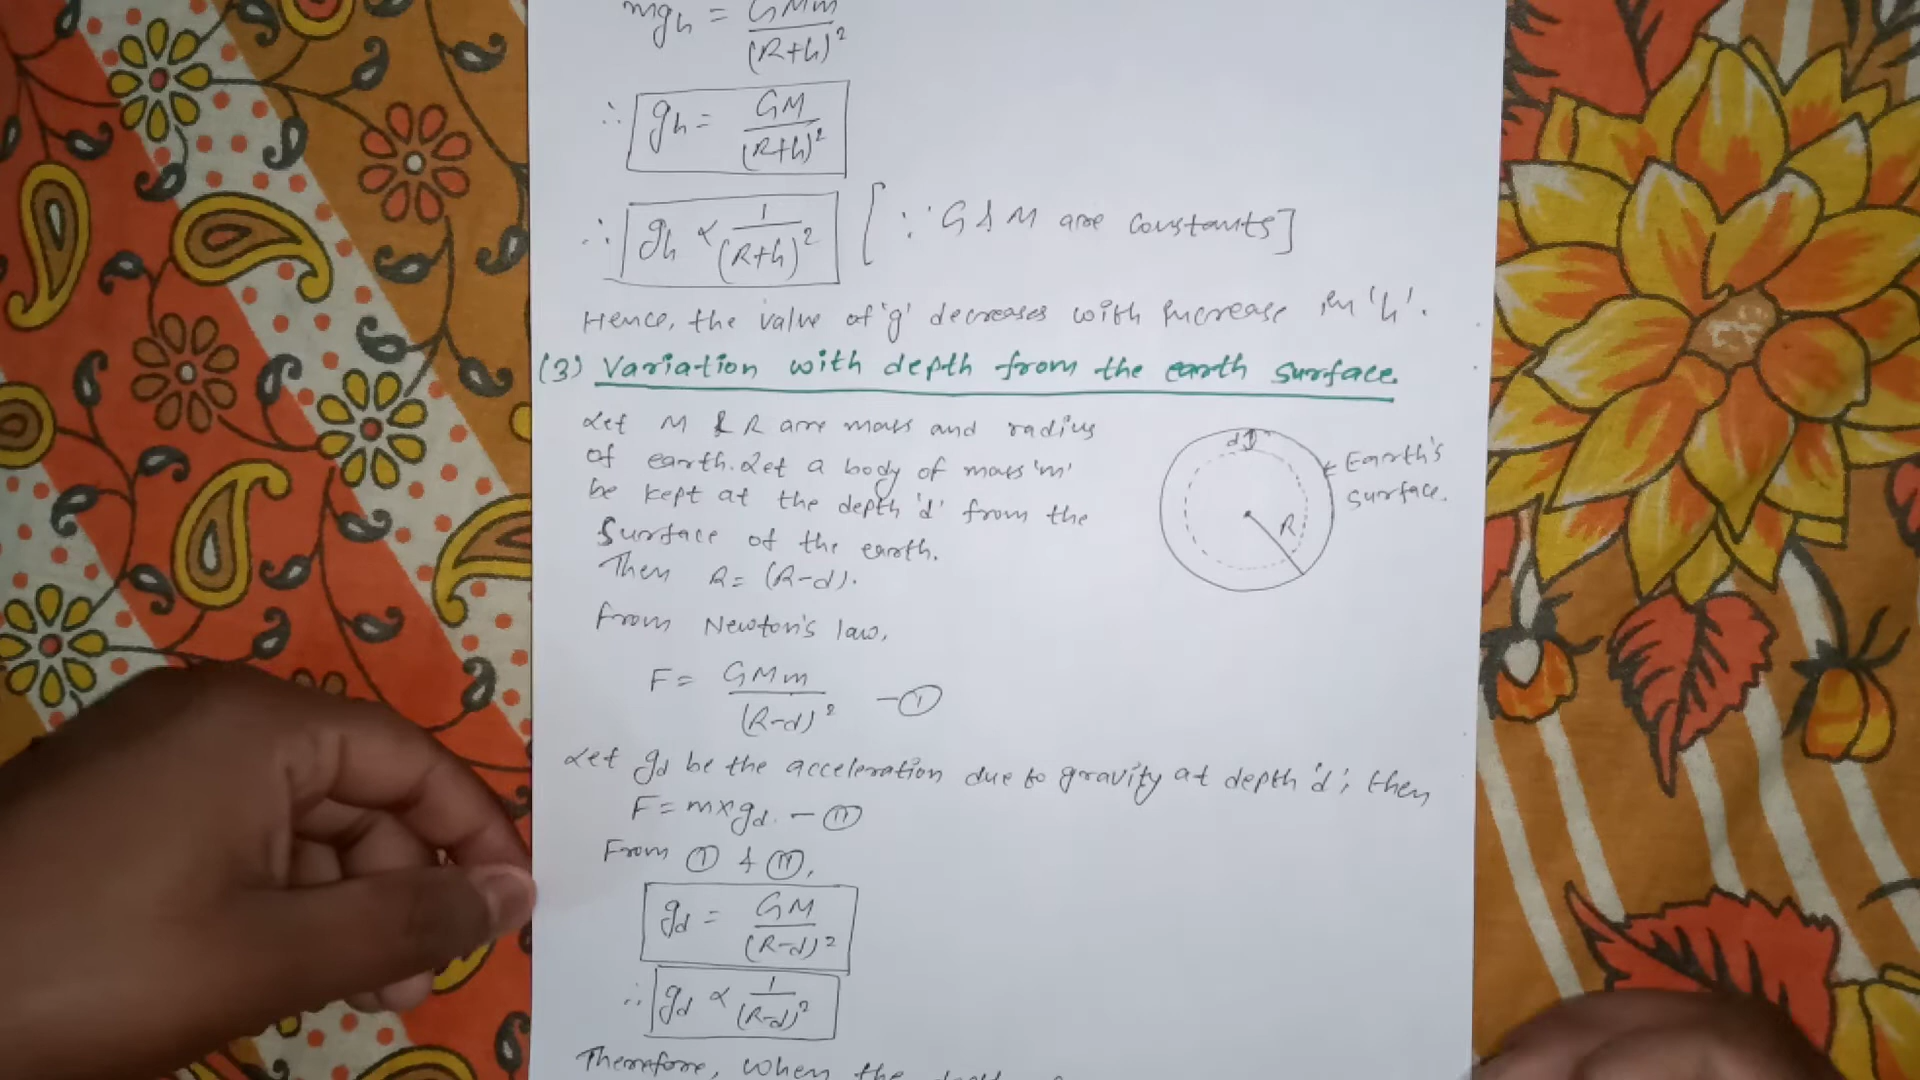 mgh = GMm/(R+h)²
∴ gh = GM/(R+h)²
∴ gh ∝ 1/(R+h)² [∵ G & M are constants]
Hence, the value of 'g' decreases with increase in 'h'.
(3) Variation with depth from the earth surface.
Let M & R are mass and radius
of earth. Let a body of mass 'm'
be kept at the depth 'd' from the
surface of the earth.
Then R = (R-d).
d
R
Earth's
surface.
From Newton's law,
F = GMm/(R-d)² - ①
Let gd be the acceleration due to gravity at depth 'd', then
F = m×gd. - ②
From ① & ②,
gd = GM/(R-d)²
∴ gd ∝ 1/(R-d)²
Therefore, when the